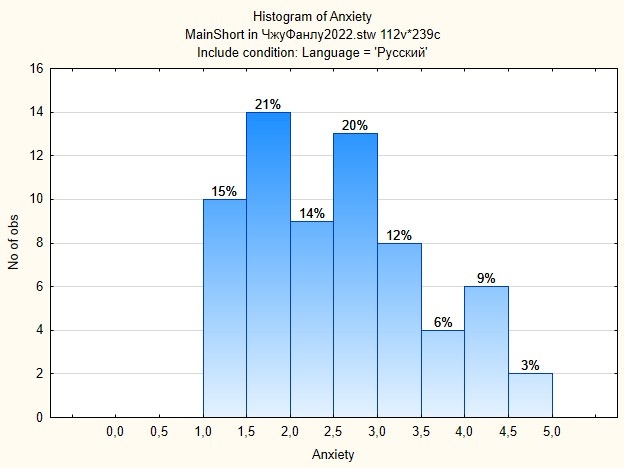 Histogram of Anxiety
MainShort in ЧжуФанлу2022.stw 112v*239c
Include condition: Language = 'Русский'
16
14
12
10
8
6
4
2
0
No of obs
15%
21%
14%
20%
12%
6%
9%
3%
0,0 0,5 1,0 1,5 2,0 2,5 3,0 3,5 4,0 4,5 5,0
Anxiety